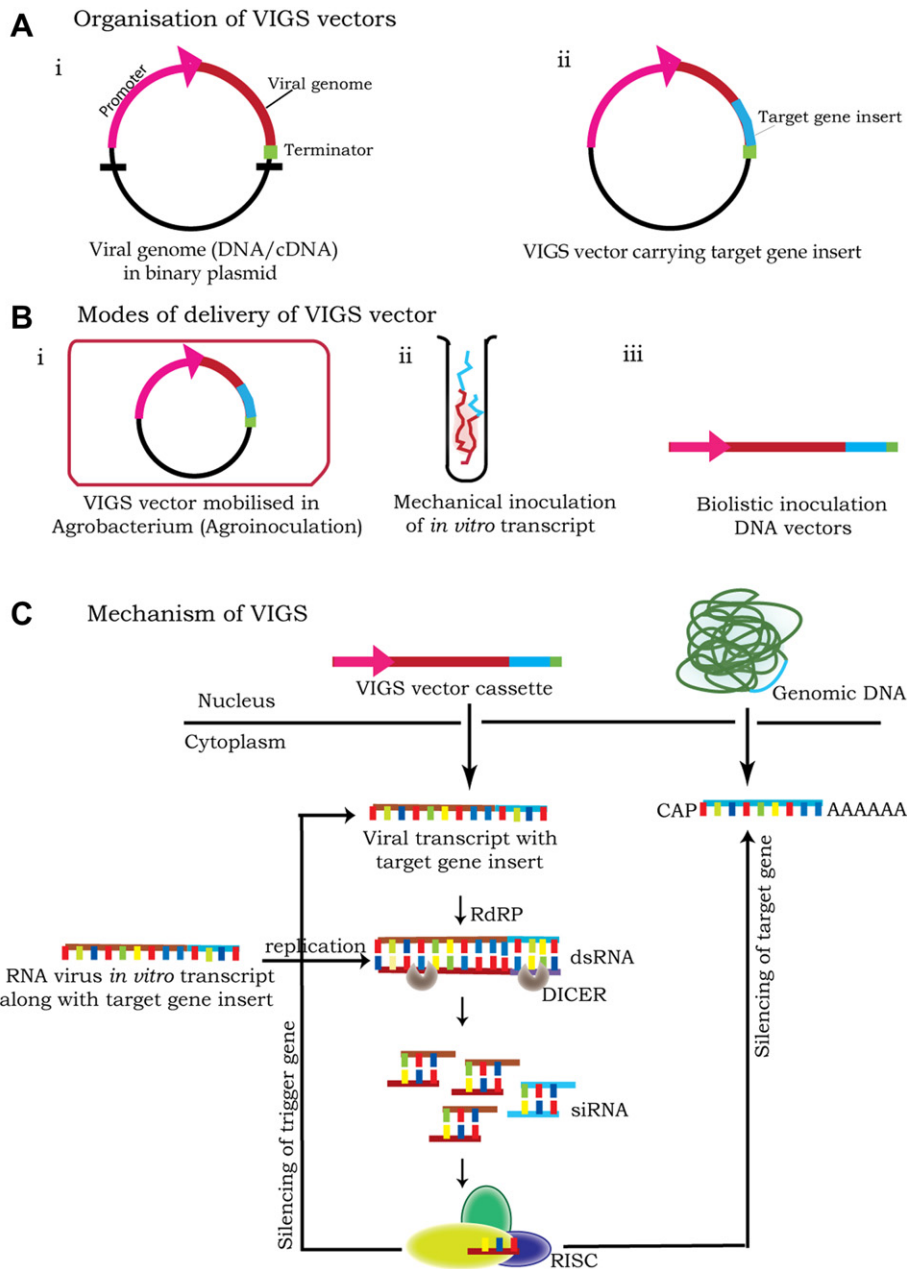 A
Organisation of VIGS vectors
i
Promoter
Viral genome
Terminator
Viral genome (DNA/cDNA)
in binary plasmid
ii
Target gene insert
VIGS vector carrying target gene insert
B
Modes of delivery of VIGS vector
i
VIGS vector mobilised in
Agrobacterium (Agroinoculation)
ii
Mechanical inoculation
of in vitro transcript
iii
Biolistic inoculation
DNA vectors
C
Mechanism of VIGS
VIGS vector cassette
Genomic DNA
Nucleus
Cytoplasm
Viral transcript with
target gene insert
CAP
AAAAAA
RdRP
replication
dsRNA
DICER
RNA virus in vitro transcript
along with target gene insert
siRNA
Silencing of trigger gene
Silencing of target gene
RISC